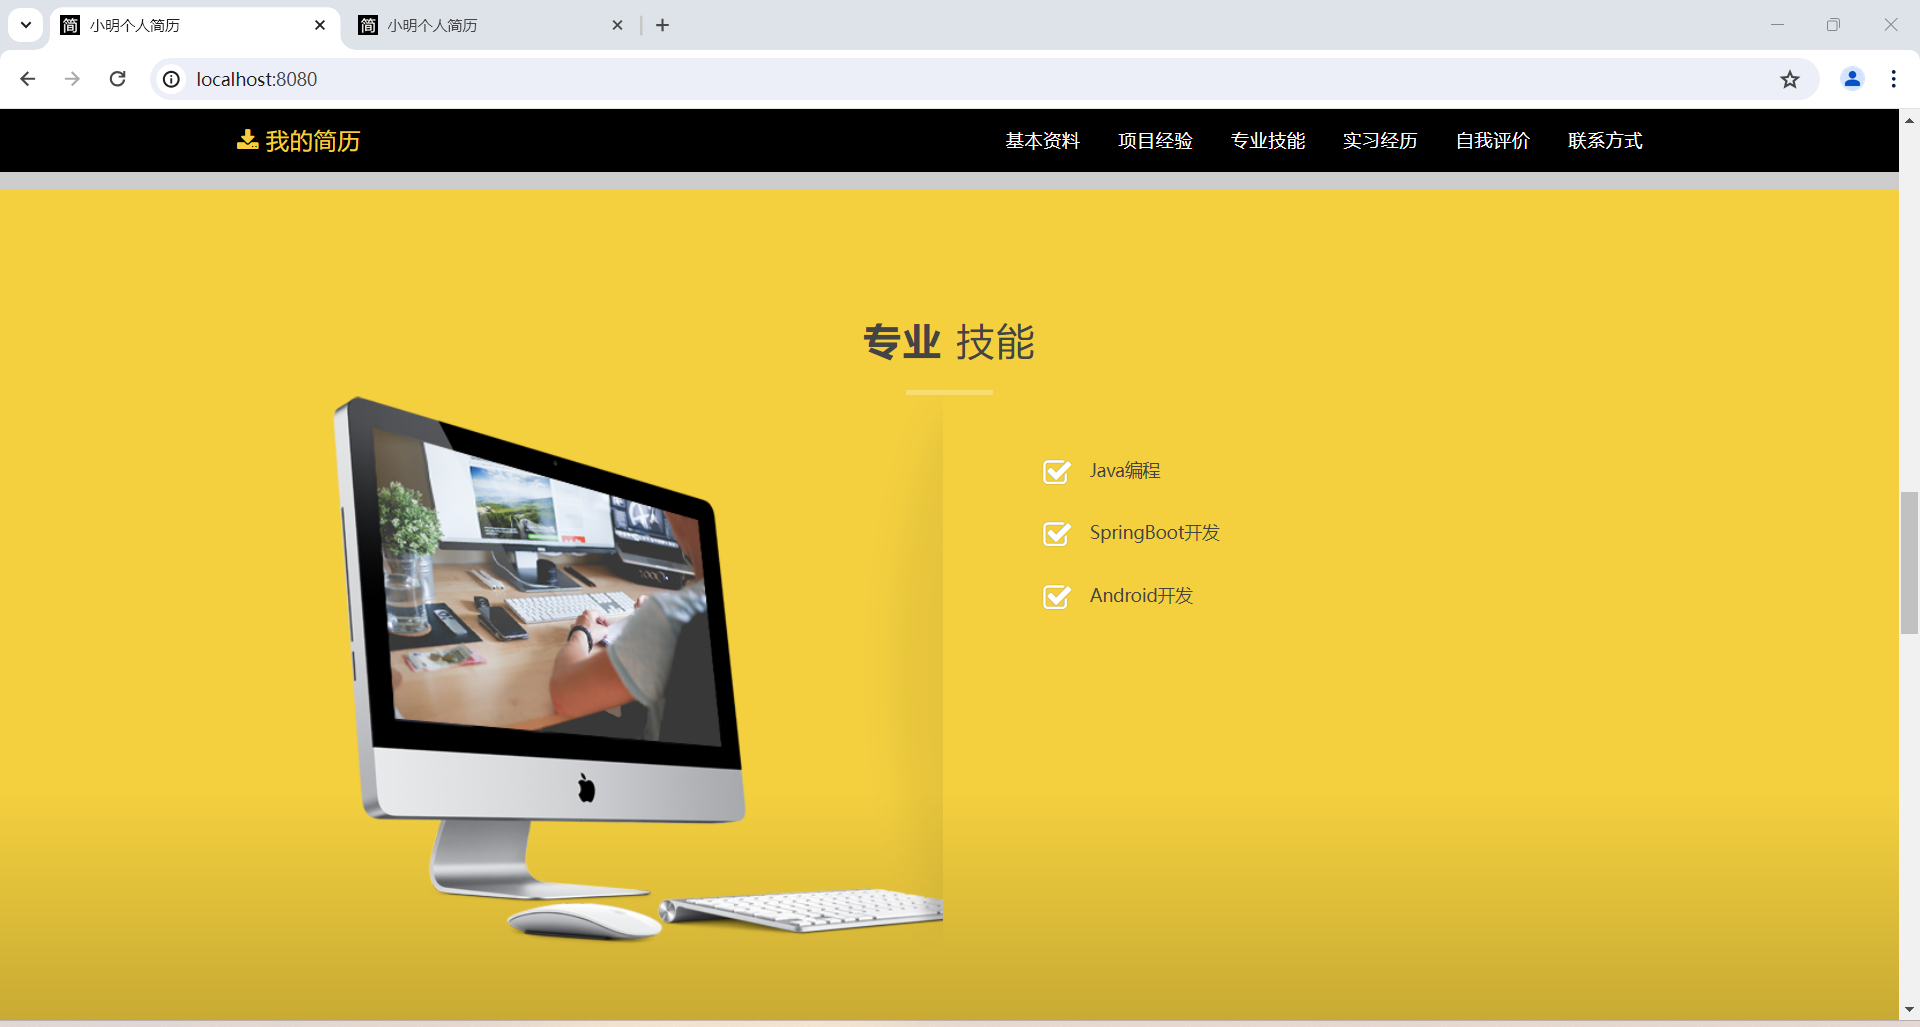 简 小明个人简历 简 小明个人简历
localhost:8080
我的简历 基本资料 项目经验 专业技能 实习经历 自我评价 联系方式
专业 技能
Java编程
SpringBoot开发
Android开发